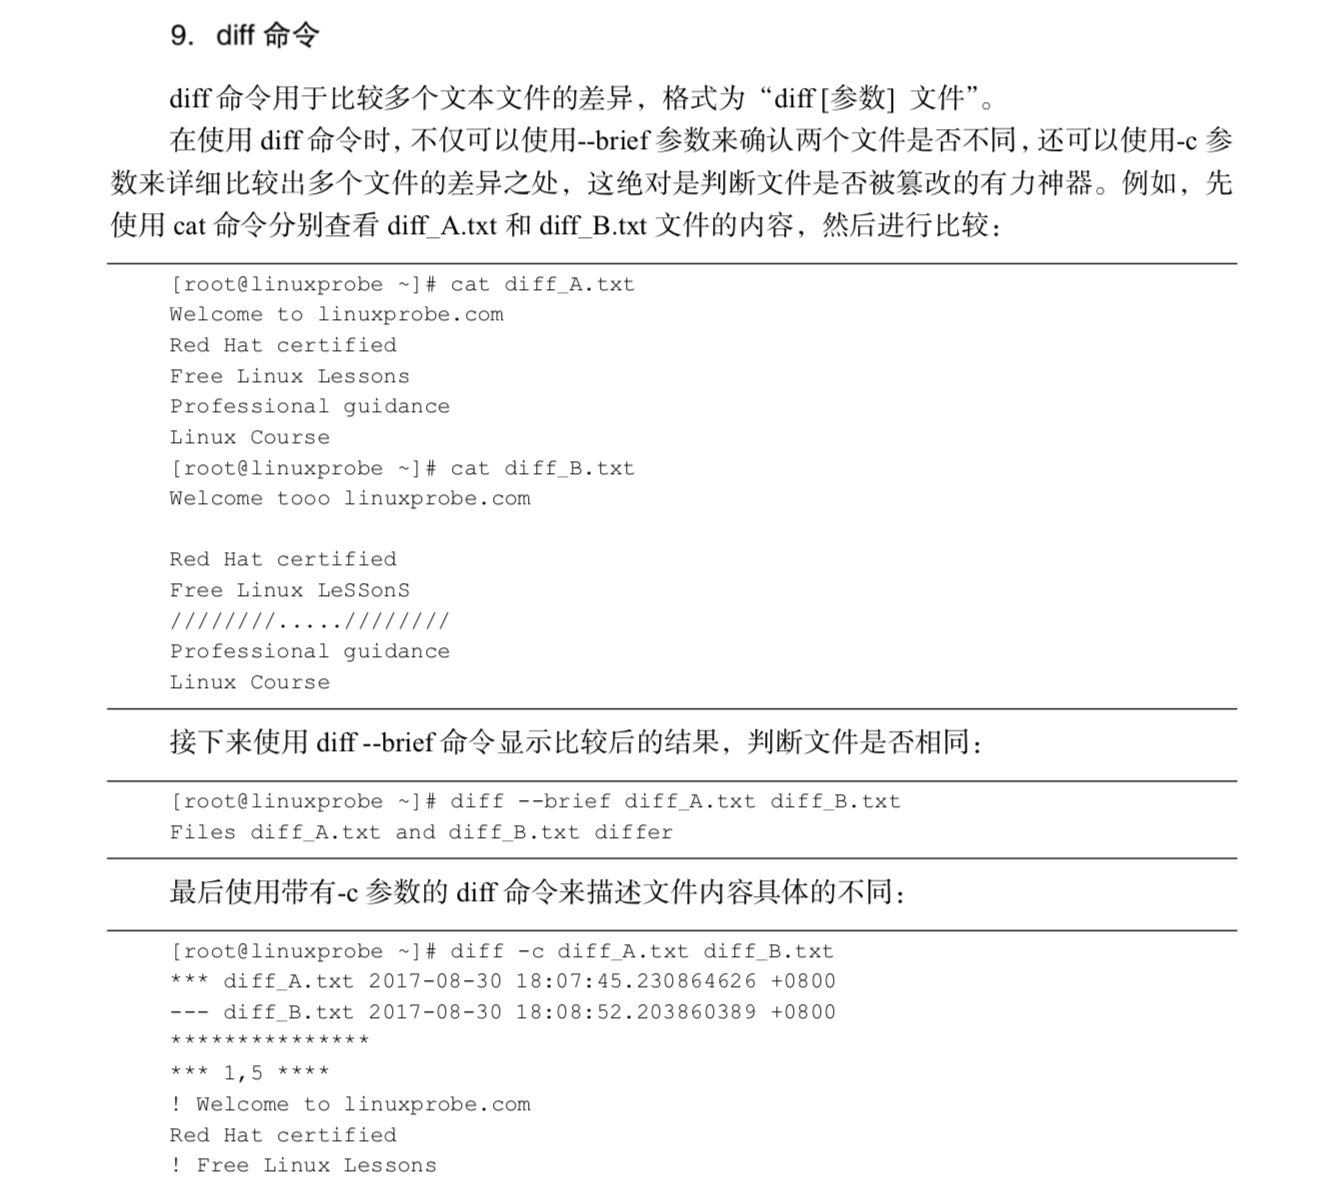 9. diff 命令
diff 命令用于比较多个文本文件的差异，格式为“diff [参数] 文件”。
在使用 diff 命令时，不仅可以使用--brief 参数来确认两个文件是否不同，还可以使用-c 参
数来详细比较出多个文件的差异之处，这绝对是判断文件是否被篡改的有力神器。例如，先
使用 cat 命令分别查看 diff_A.txt 和 diff_B.txt 文件的内容，然后进行比较：
[root@linuxprobe ~]# cat diff_A.txt
Welcome to linuxprobe.com
Red Hat certified
Free Linux Lessons
Professional guidance
Linux Course
[root@linuxprobe ~]# cat diff_B.txt
Welcome tooo linuxprobe.com
Red Hat certified
Free Linux LeSSonS
////////.....////////
Professional guidance
Linux Course
接下来使用 diff --brief 命令显示比较后的结果，判断文件是否相同：
[root@linuxprobe ~]# diff --brief diff_A.txt diff_B.txt
Files diff_A.txt and diff_B.txt differ
最后使用带有-c 参数的 diff 命令来描述文件内容具体的不同：
[root@linuxprobe ~]# diff -c diff_A.txt diff_B.txt
*** diff_A.txt 2017-08-30 18:07:45.230864626 +0800
--- diff_B.txt 2017-08-30 18:08:52.203860389 +0800
***************
*** 1,5 ****
! Welcome to linuxprobe.com
Red Hat certified
! Free Linux Lessons